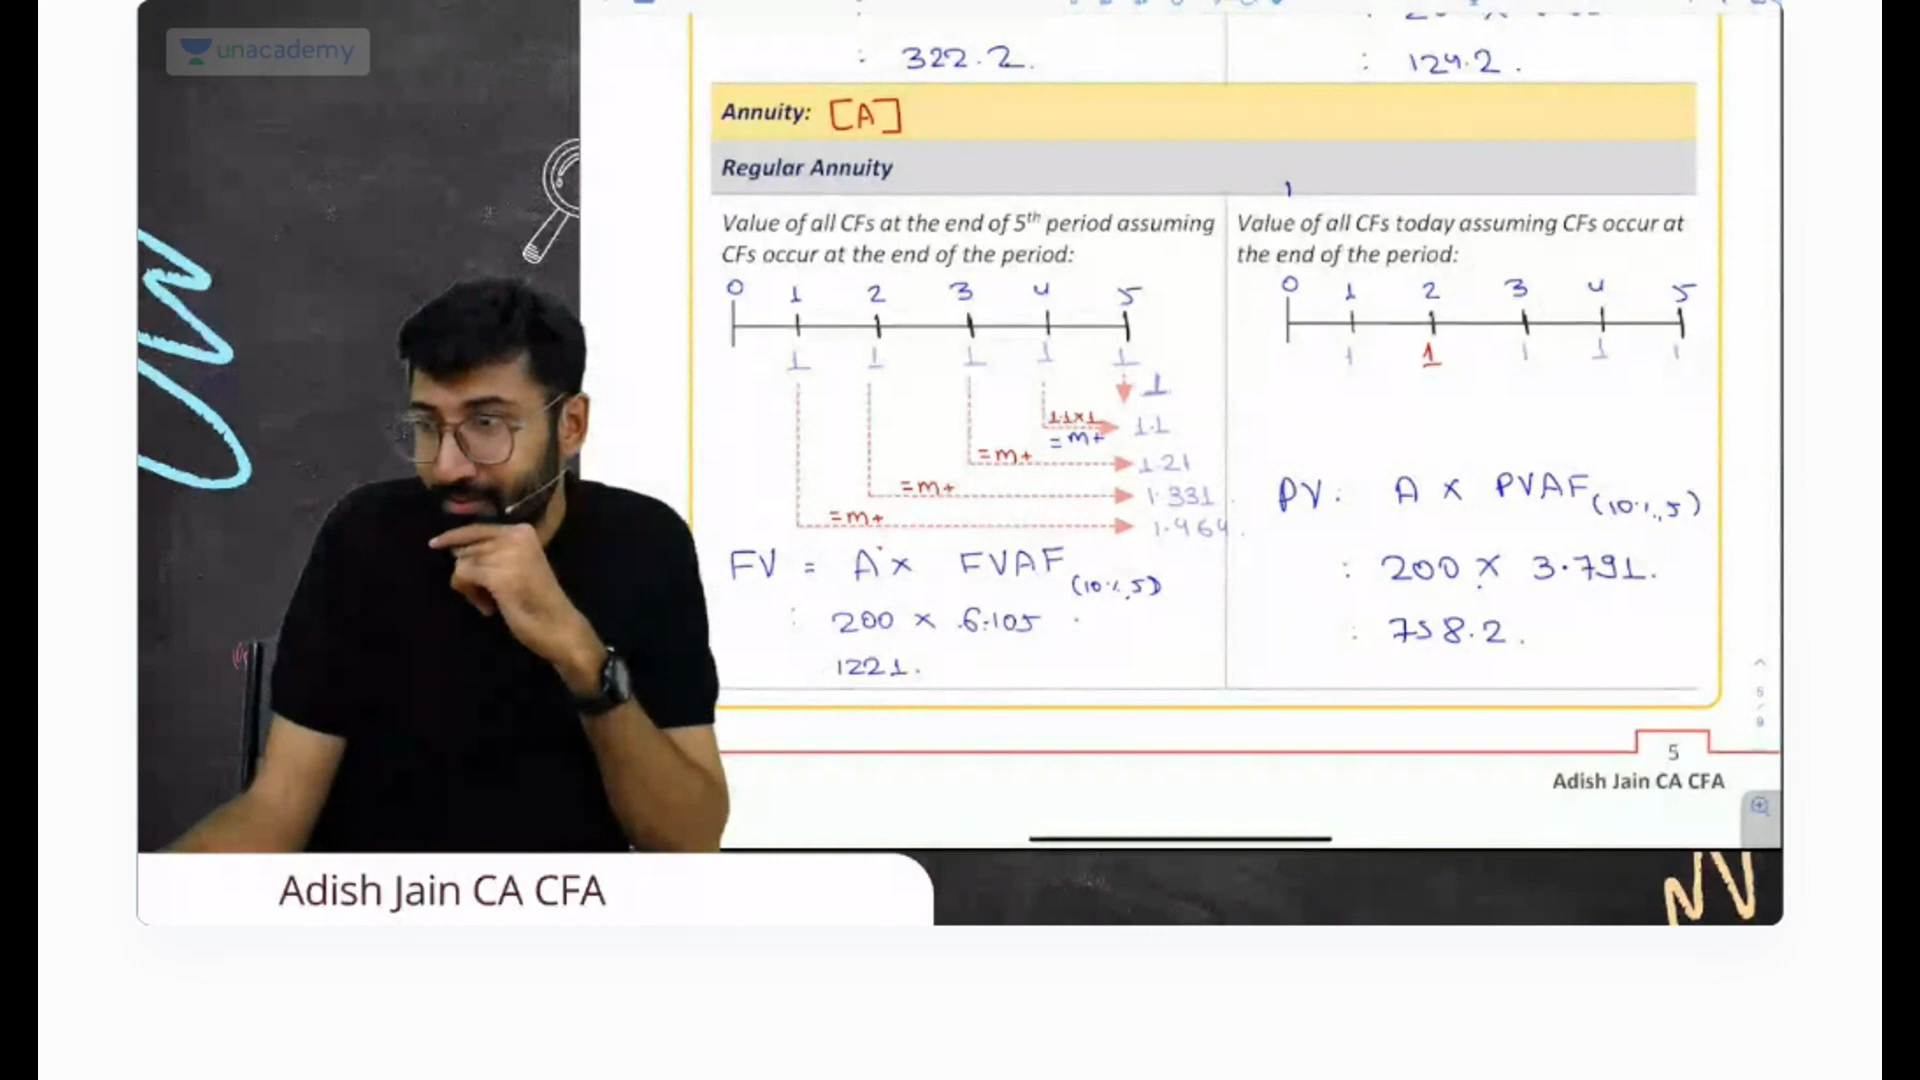 unacademy
: 322.2.
: 124.2.
Annuity: [A]
Regular Annuity
Value of all CFs at the end of 5th period assuming
CFs occur at the end of the period:
0 1 2 3 4 5
1 1 1 1 1
1
1.1x1
= m+ 1.1
= m+ 1.21
= m+ 1.331
= m+ 1.464
FV = A x FVAF (10%,5)
: 200 x 6.105
1221.
Value of all CFs today assuming CFs occur at
the end of the period:
0 1 2 3 4 5
1 1 1 1 1
PV: A x PVAF (10%,5)
: 200 x 3.791.
: 758.2.
5
/
9
5
Adish Jain CA CFA
Adish Jain CA CFA